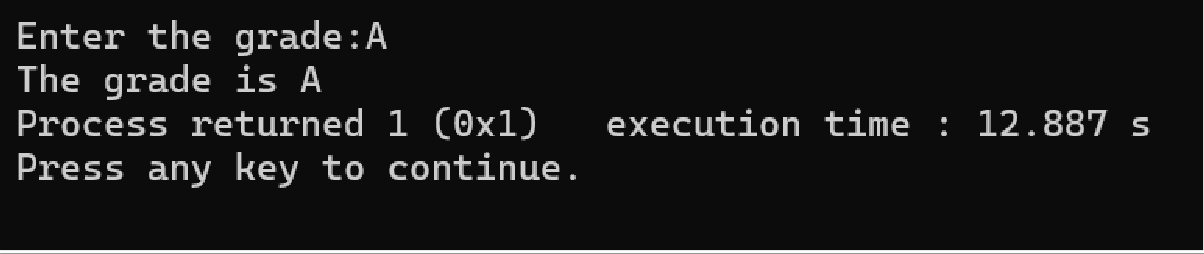 Enter the grade:A
The grade is A
Process returned 1 (0x1)   execution time : 12.887 s
Press any key to continue.